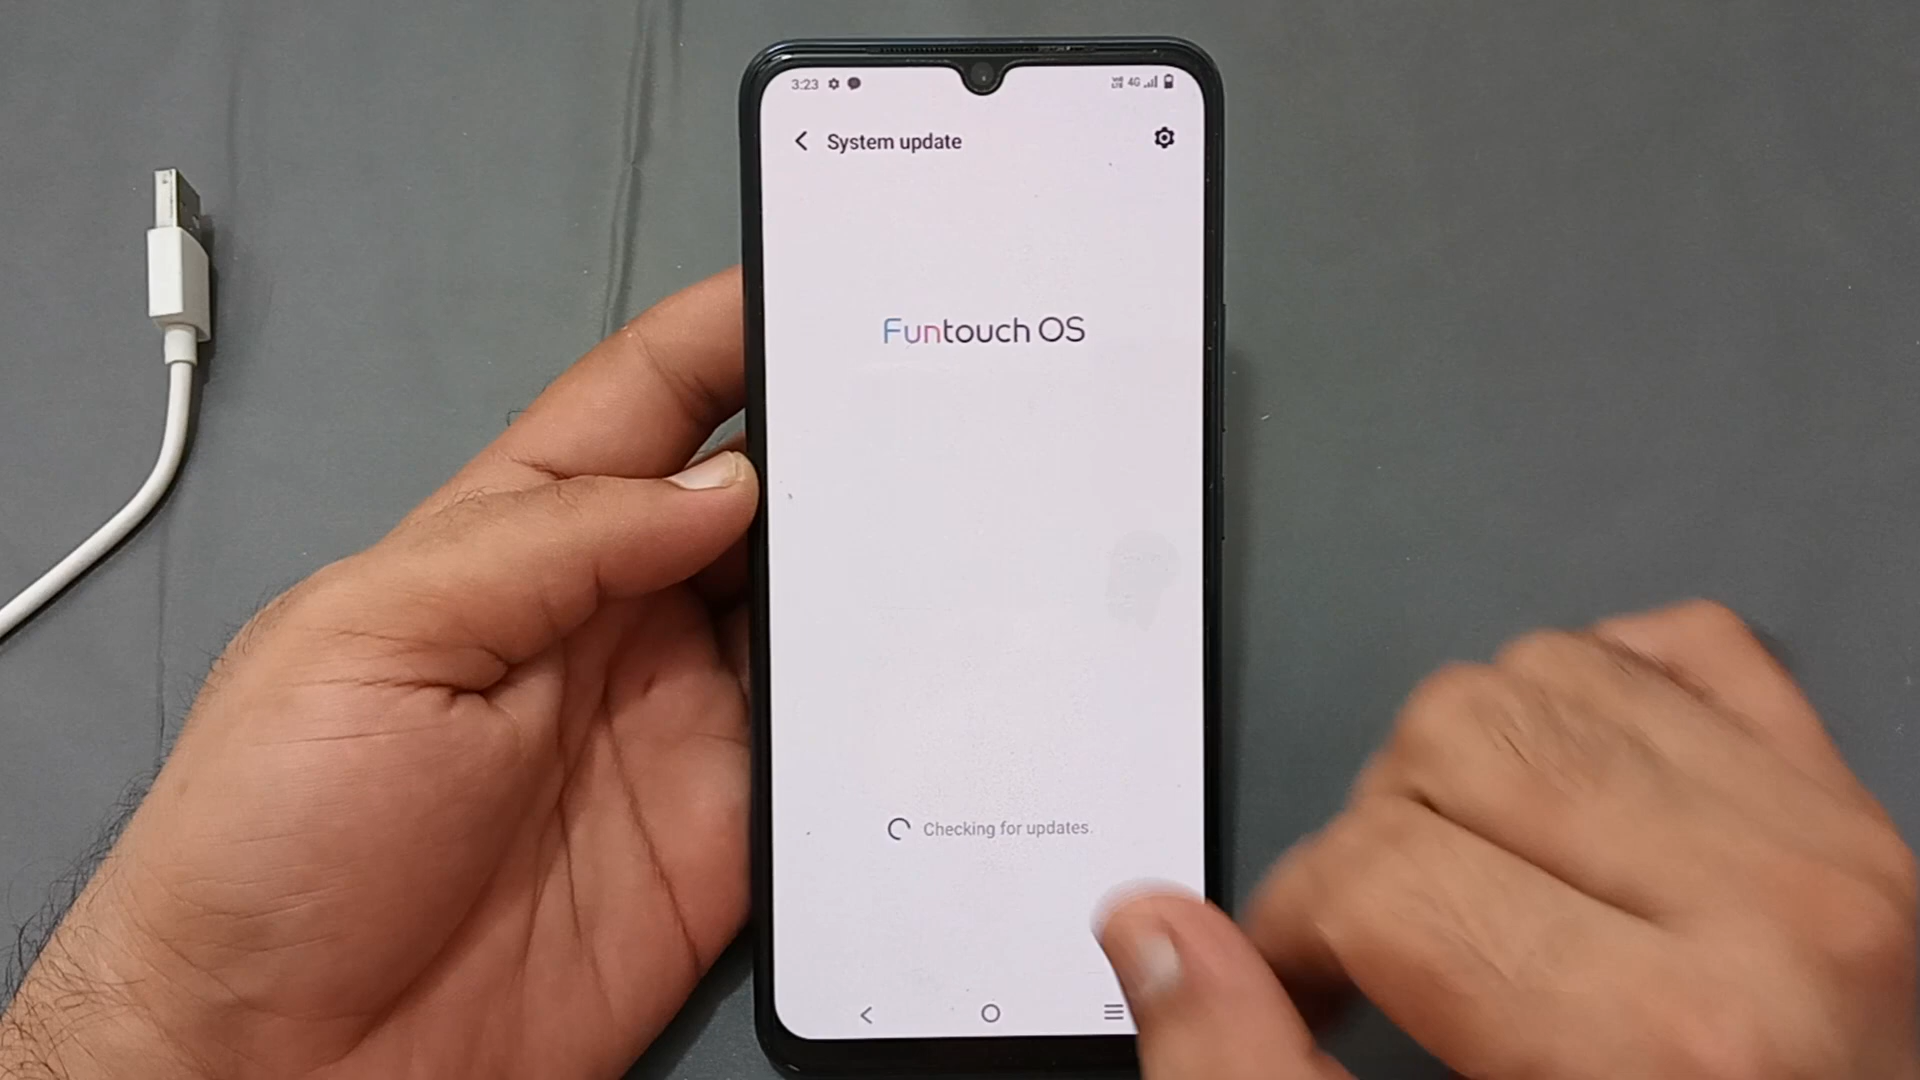 3:23
4G
System update
Funtouch OS
Checking for updates.